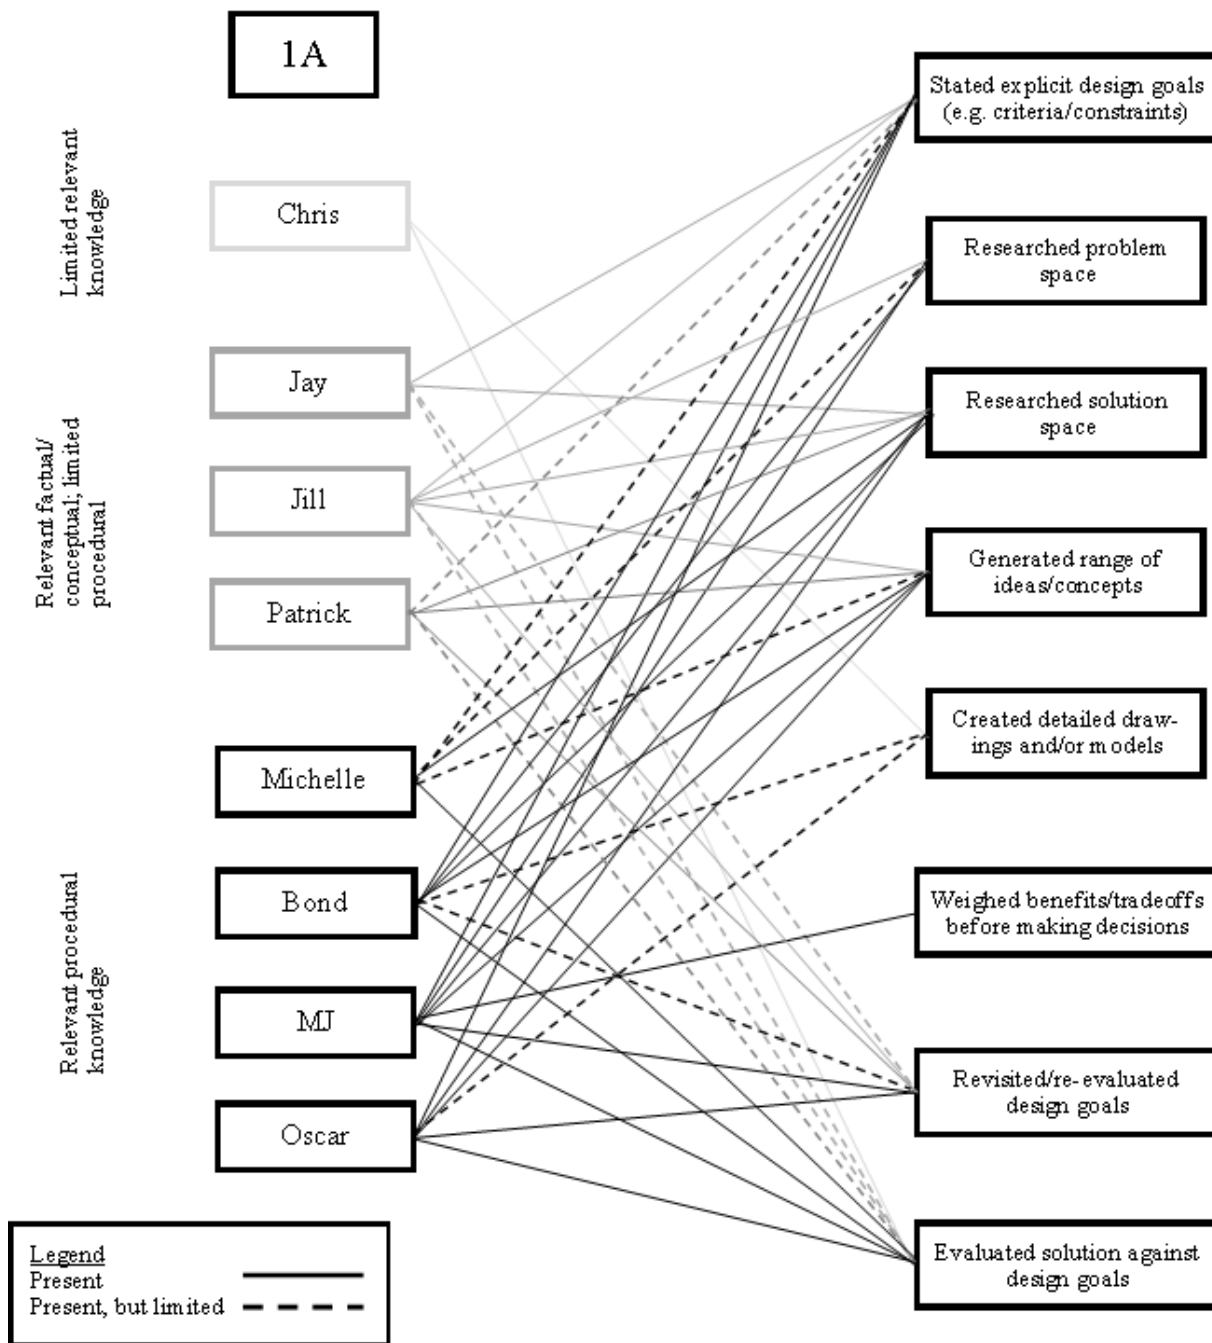 1A
Limited relevant
knowledge
Chris
Relevant factual/
conceptual; limited
procedural
Jay
Jill
Patrick
Relevant procedural
knowledge
Michelle
Bond
MJ
Oscar
Stated explicit design goals
(e.g. criteria/constraints)
Researched problem
space
Researched solution
space
Generated range of
ideas/concepts
Created detailed draw-
ings and/or models
Weighed benefits/tradeoffs
before making decisions
Revisited/re-evaluated
design goals
Evaluated solution against
design goals
Legend
Present
Present, but limited